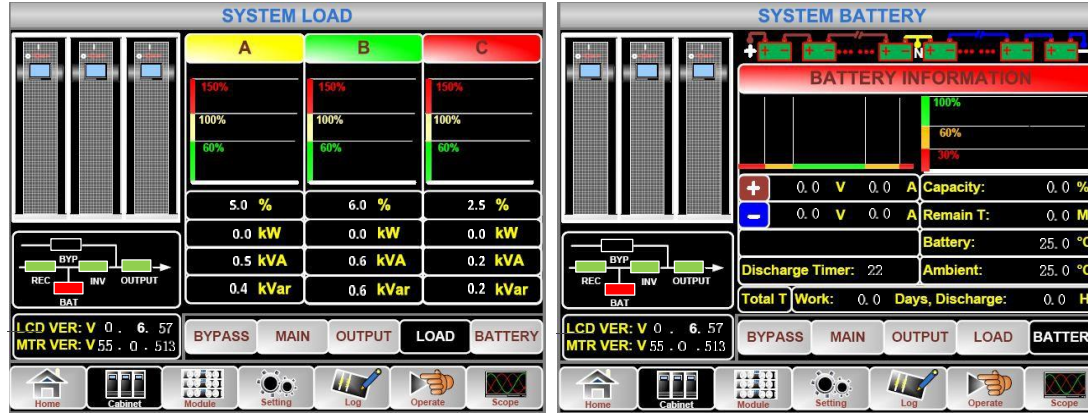 SYSTEM LOAD
A B C
150% 150% 150%
100% 100% 100%
60% 60% 60%
5.0 % 6.0 % 2.5 %
0.0 kW 0.0 kW 0.0 kW
0.5 kVA 0.6 kVA 0.2 kVA
0.4 kVar 0.6 kVar 0.2 kVar
BYP
REC INV OUTPUT
BAT
LCD VER: V 0 . 6. 57
MTR VER: V 55 . 0 . 513
BYPASS MAIN OUTPUT LOAD BATTERY
Home Cabinet Module Setting Log Operate Scope
SYSTEM BATTERY
+ N
BATTERY INFORMATION
100%
60%
30%
+ 0.0 V 0.0 A Capacity: 0.0 %
- 0.0 V 0.0 A Remain T: 0.0 M
Battery: 25.0 °C
Discharge Timer: 22 Ambient: 25.0 °C
Total T Work: 0.0 Days, Discharge: 0.0 H
BYP
REC INV OUTPUT
BAT
LCD VER: V 0 . 6. 57
MTR VER: V 55 . 0 . 513
BYPASS MAIN OUTPUT LOAD BATTER
Home Cabinet Module Setting Log Operate Scope